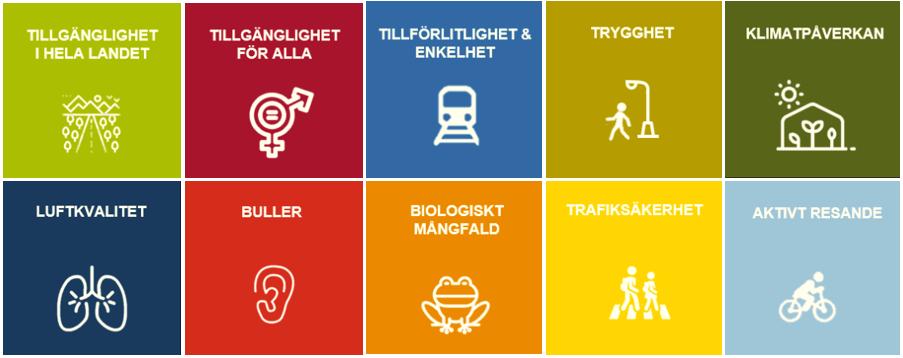 TILLGÄNGLIGHET
I HELA LANDET
TILLGÄNGLIGHET
FÖR ALLA
TILLFÖRLITLIGHET &
ENKELHET
TRYGGHET
KLIMATPÅVERKAN
LUFTKVALITET
BULLER
BIOLOGISKT
MÅNGFALD
TRAFIKSÄKERHET
AKTIVT RESANDE